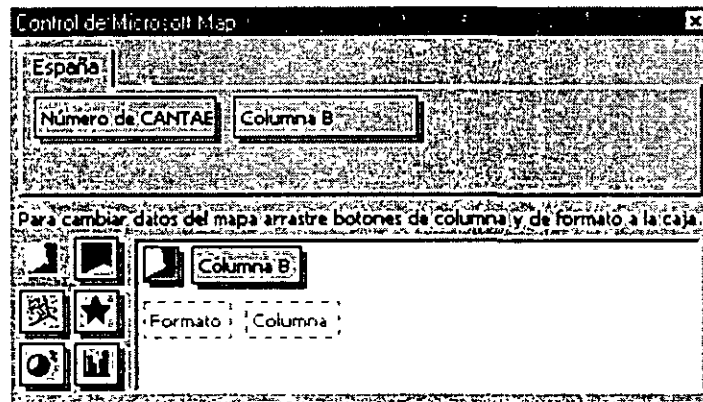 Control de Microsoft Map
España
Número de CANTAE Columna B
Para cambiar datos del mapa arrastre botones de columna y de formato a la caja.
Columna B
Formato Columna